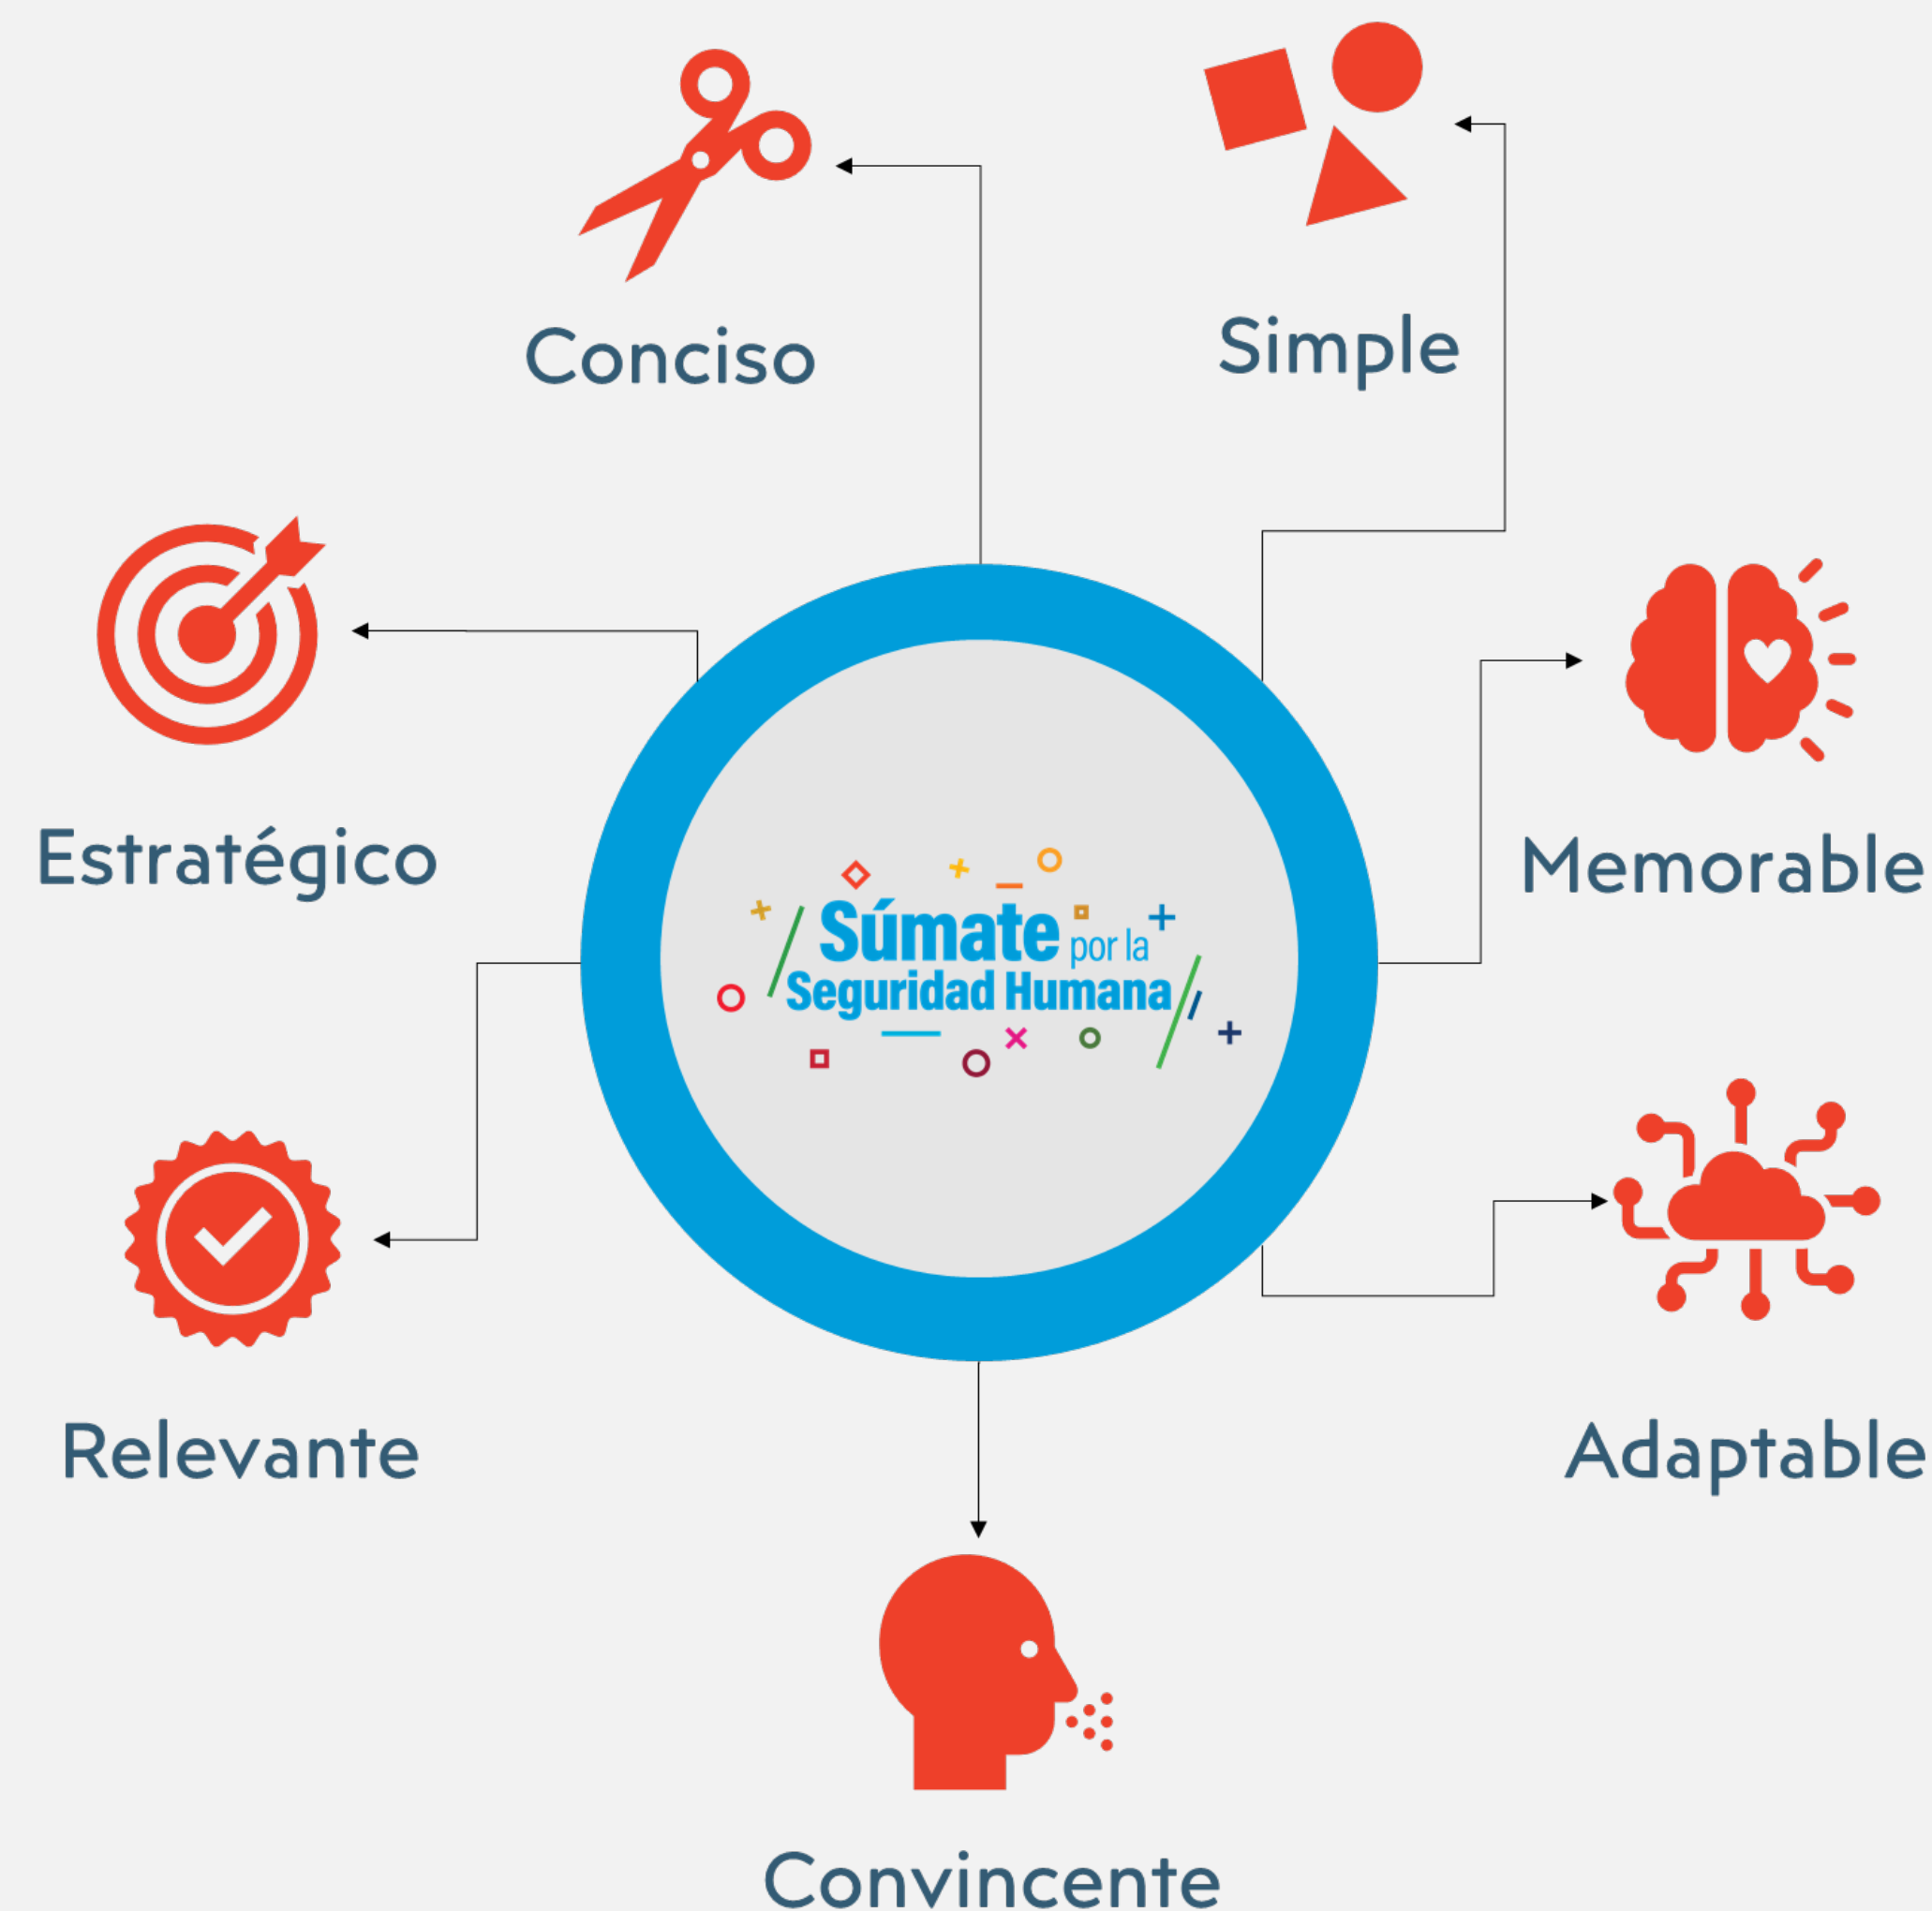 Conciso
Simple
Estratégico
Memorable
Súmate por la
Seguridad Humana
Relevante
Adaptable
Convincente